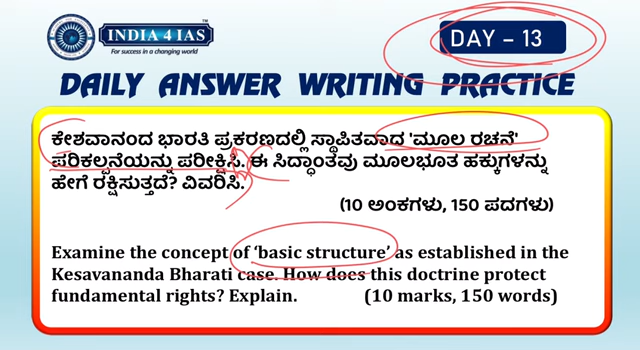 INDIA 4 IAS
TM
For success in a changing world
DAY - 13
DAILY ANSWER WRITING PRACTICE
ಕೇಶವಾನಂದ ಭಾರತಿ ಪ್ರಕರಣದಲ್ಲಿ ಸ್ಥಾಪಿತವಾದ 'ಮೂಲ ರಚನೆ'
ಪರಿಕಲ್ಪನೆಯನ್ನು ಪರೀಕ್ಷಿಸಿ. ಈ ಸಿದ್ಧಾಂತವು ಮೂಲಭೂತ ಹಕ್ಕುಗಳನ್ನು
ಹೇಗೆ ರಕ್ಷಿಸುತ್ತದೆ? ವಿವರಿಸಿ.
(10 ಅಂಕಗಳು, 150 ಪದಗಳು)
Examine the concept of ‘basic structure’ as established in the
Kesavananda Bharati case. How does this doctrine protect
fundamental rights? Explain. (10 marks, 150 words)